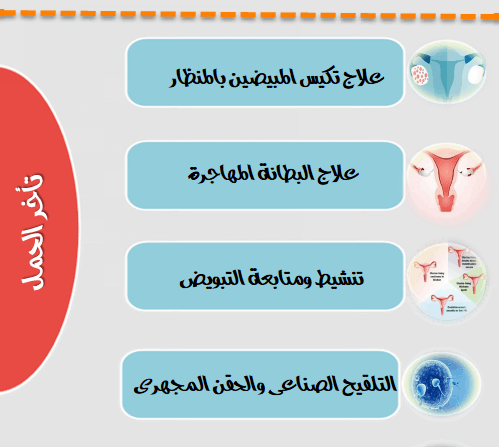 تأخر الحمل
علاج تكيس المبيضين بالمنظار
علاج البطانة المهاجرة
تنشيط ومتابعة التبويض
التلقيح الصناعى والحقن المجهرى